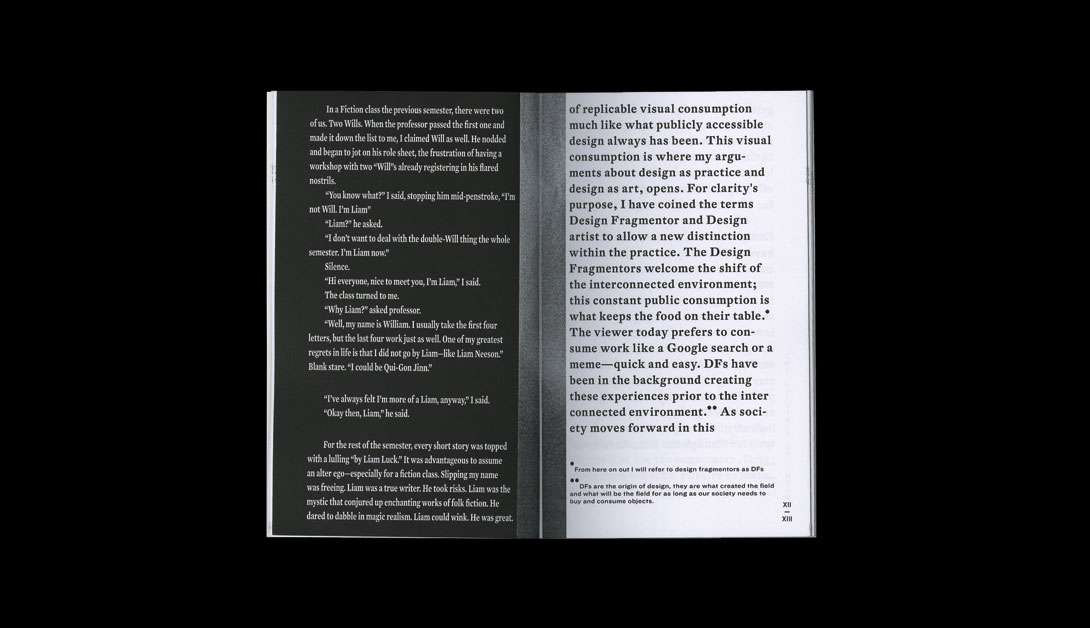 In a Fiction class the previous semester, there were two
of us. Two Wills. When the professor passed the first one and
made it down the list to me, I claimed Will as well. He nodded
and began to jot on his role sheet, the frustration of having a
workshop with two “Will”s already registering in his flared
nostrils.
“You know what?” I said, stopping him mid-penstroke, “I’m
not Will. I’m Liam”
“Liam?” he asked.
“I don’t want to deal with the double-Will thing the whole
semester. I’m Liam now.”
Silence.
“Hi everyone, nice to meet you, I’m Liam,” I said.
The class turned to me.
“Why Liam?” asked professor.
“Well, my name is William. I usually take the first four
letters, but the last four work just as well. One of my greatest
regrets in life is that I did not go by Liam—like Liam Neeson.”
Blank stare. “I could be Qui-Gon Jinn.”
“I’ve always felt I’m more of a Liam, anyway,” I said.
“Okay then, Liam,” he said.
For the rest of the semester, every short story was topped
with a lulling “by Liam Luck.” It was advantageous to assume
an alter ego—especially for a fiction class. Slipping my name
was freeing. Liam was a true writer. He took risks. Liam was the
mystic that conjured up enchanting works of folk fiction. He
dared to dabble in magic realism. Liam could wink. He was great.
of replicable visual consumption
much like what publicly accessible
design always has been. This visual
consumption is where my argu-
ments about design as practice and
design as art, opens. For clarity's
purpose, I have coined the terms
Design Fragmentor and Design
artist to allow a new distinction
within the practice. The Design
Fragmentors welcome the shift of
the interconnected environment;
this constant public consumption is
what keeps the food on their table.•
The viewer today prefers to con-
sume work like a Google search or a
meme—quick and easy. DFs have
been in the background creating
these experiences prior to the inter
connected environment.•• As soci-
ety moves forward in this
•
From here on out I will refer to design fragmentors as DFs
••
DFs are the origin of design, they are what created the field
and what will be the field for as long as our society needs to
buy and consume objects.
XII
—
XIII